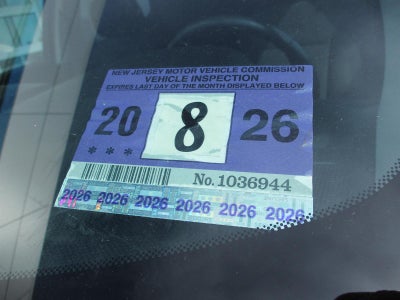 NEW JERSEY MOTOR VEHICLE COMMISSION
VEHICLE INSPECTION
EXPIRES LAST DAY OF THE MONTH DISPLAYED BELOW
20 8 26
***
No. 1036944
2026 2026 2026 2026 2026 2026